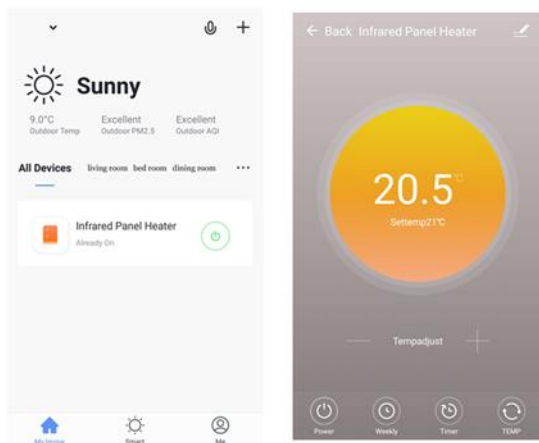 Sunny
9.0°C Excellent Excellent
Outdoor Temp Outdoor PM2.5 Outdoor AQI
All Devices living room bed room dining room ...
Infrared Panel Heater
Already On
My Home Smart Me
← Back Infrared Panel Heater
20.5°C
Settemp21°C
— Tempadjust +
Power Weekly Timer TEMP